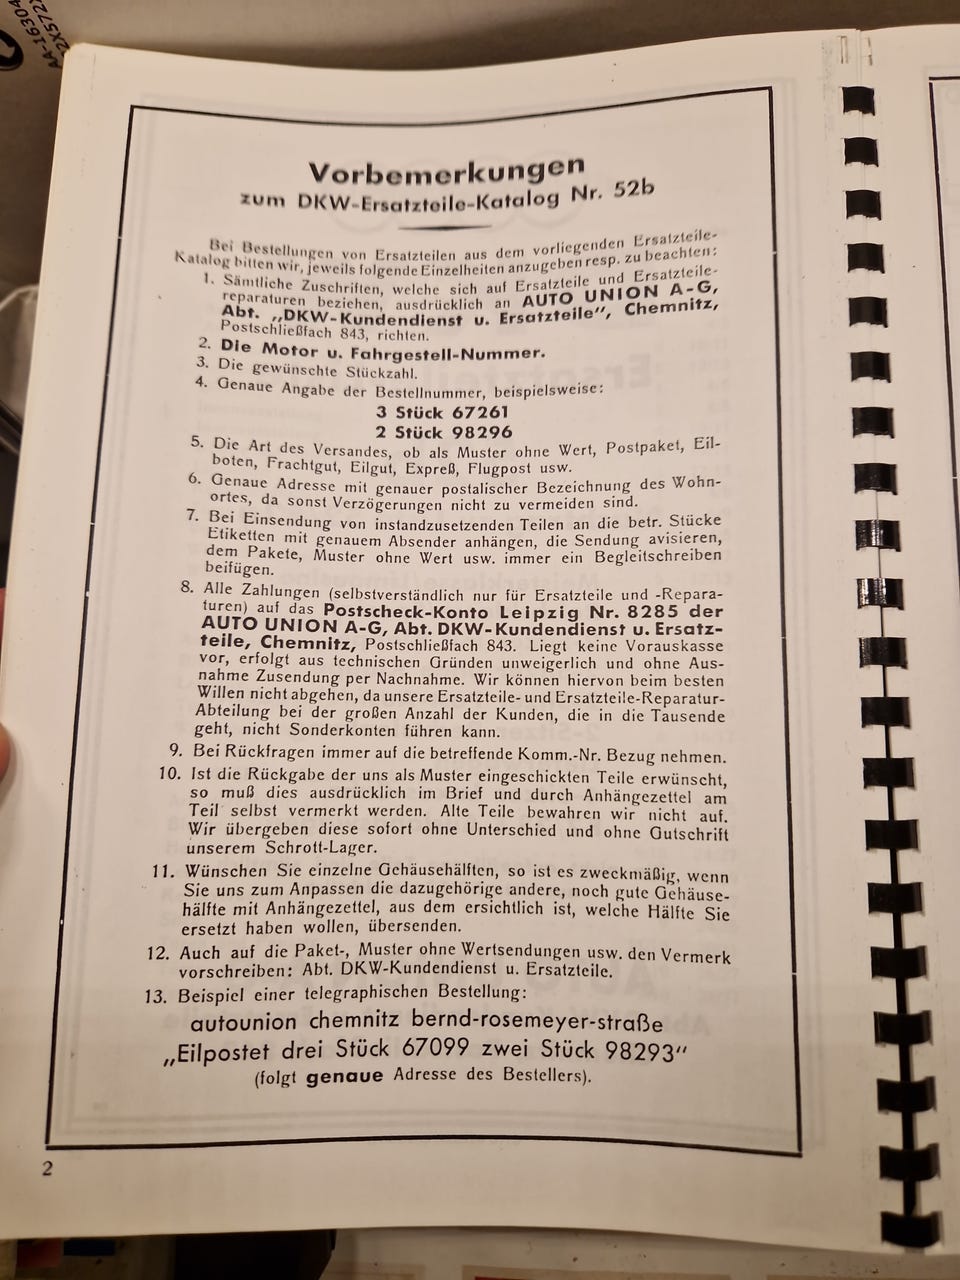 Vorbemerkungen
zum DKW-Ersatzteile-Katalog Nr. 52b
Bei Bestellungen von Ersatzteilen aus dem vorliegenden Ersatzteile-
Katalog bitten wir, jeweils folgende Einzelheiten anzugeben resp. zu beachten:
1. Sämtliche Zuschriften, welche sich auf Ersatzteile und Ersatzteile-
reparaturen beziehen, ausdrücklich an AUTO UNION A-G,
Abt. „DKW-Kundendienst u. Ersatzteile“, Chemnitz,
Postschließfach 843, richten.
2. Die Motor u. Fahrgestell-Nummer.
3. Die gewünschte Stückzahl.
4. Genaue Angabe der Bestellnummer, beispielsweise:
3 Stück 67261
2 Stück 98296
5. Die Art des Versandes, ob als Muster ohne Wert, Postpaket, Eil-
boten, Frachtgut, Eilgut, Expreß, Flugpost usw.
6. Genaue Adresse mit genauer postalischer Bezeichnung des Wohn-
ortes, da sonst Verzögerungen nicht zu vermeiden sind.
7. Bei Einsendung von instandzusetzenden Teilen an die betr. Stücke
Etiketten mit genauem Absender anhängen, die Sendung avisieren,
dem Pakete, Muster ohne Wert usw. immer ein Begleitschreiben
beifügen.
8. Alle Zahlungen (selbstverständlich nur für Ersatzteile und -Repara-
turen) auf das Postscheck-Konto Leipzig Nr. 8285 der
AUTO UNION A-G, Abt. DKW-Kundendienst u. Ersatz-
teile, Chemnitz, Postschließfach 843. Liegt keine Vorauskasse
vor, erfolgt aus technischen Gründen unweigerlich und ohne Aus-
nahme Zusendung per Nachnahme. Wir können hiervon beim besten
Willen nicht abgehen, da unsere Ersatzteile- und Ersatzteile-Reparatur-
Abteilung bei der großen Anzahl der Kunden, die in die Tausende
geht, nicht Sonderkonten führen kann.
9. Bei Rückfragen immer auf die betreffende Komm.-Nr. Bezug nehmen.
10. Ist die Rückgabe der uns als Muster eingeschickten Teile erwünscht,
so muß dies ausdrücklich im Brief und durch Anhängezettel am
Teil selbst vermerkt werden. Alte Teile bewahren wir nicht auf.
Wir übergeben diese sofort ohne Unterschied und ohne Gutschrift
unserem Schrott-Lager.
11. Wünschen Sie einzelne Gehäusehälften, so ist es zweckmäßig, wenn
Sie uns zum Anpassen die dazugehörige andere, noch gute Gehäuse-
hälfte mit Anhängezettel, aus dem ersichtlich ist, welche Hälfte Sie
ersetzt haben wollen, übersenden.
12. Auch auf die Paket-, Muster ohne Wertsendungen usw. den Vermerk
vorschreiben: Abt. DKW-Kundendienst u. Ersatzteile.
13. Beispiel einer telegraphischen Bestellung:
autounion chemnitz bernd-rosemeyer-straße
„Eilpostet drei Stück 67099 zwei Stück 98293“
(folgt genaue Adresse des Bestellers).
2